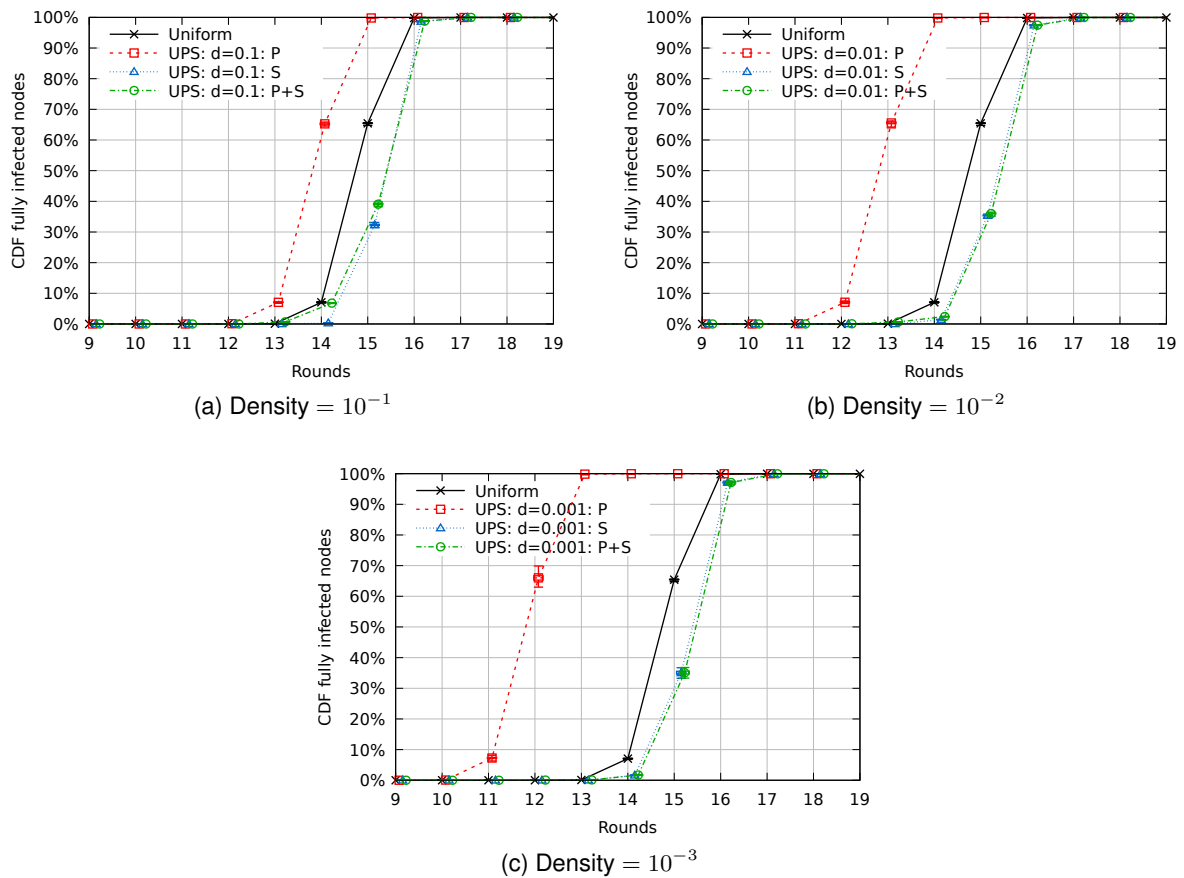 100%
90%
80%
70%
60%
50%
40%
30%
20%
10%
0%
CDF fully infected nodes
Uniform
UPS: d=0.1: P
UPS: d=0.1: S
UPS: d=0.1: P+S
9 10 11 12 13 14 15 16 17 18 19
Rounds
(a) Density = 10⁻¹
100%
90%
80%
70%
60%
50%
40%
30%
20%
10%
0%
CDF fully infected nodes
Uniform
UPS: d=0.01: P
UPS: d=0.01: S
UPS: d=0.01: P+S
9 10 11 12 13 14 15 16 17 18 19
Rounds
(b) Density = 10⁻²
100%
90%
80%
70%
60%
50%
40%
30%
20%
10%
0%
CDF fully infected nodes
Uniform
UPS: d=0.001: P
UPS: d=0.001: S
UPS: d=0.001: P+S
9 10 11 12 13 14 15 16 17 18 19
Rounds
(c) Density = 10⁻³